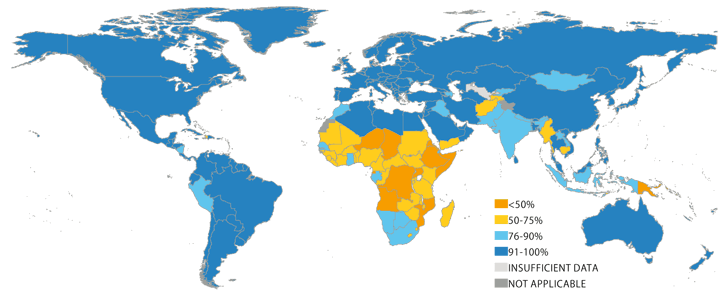 <50%
50-75%
76-90%
91-100%
INSUFFICIENT DATA
NOT APPLICABLE